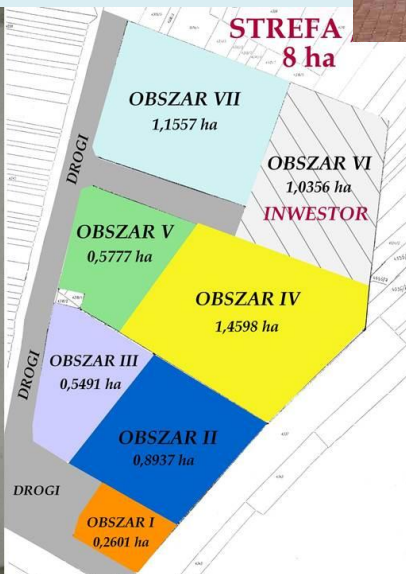 STREFA
8 ha
OBSZAR VII
1,1557 ha
DROGI
OBSZAR VI
1,0356 ha
INWESTOR
OBSZAR V
0,5777 ha
OBSZAR IV
1,4598 ha
OBSZAR III
0,5491 ha
DROGI
OBSZAR II
0,8937 ha
DROGI
OBSZAR I
0,2601 ha